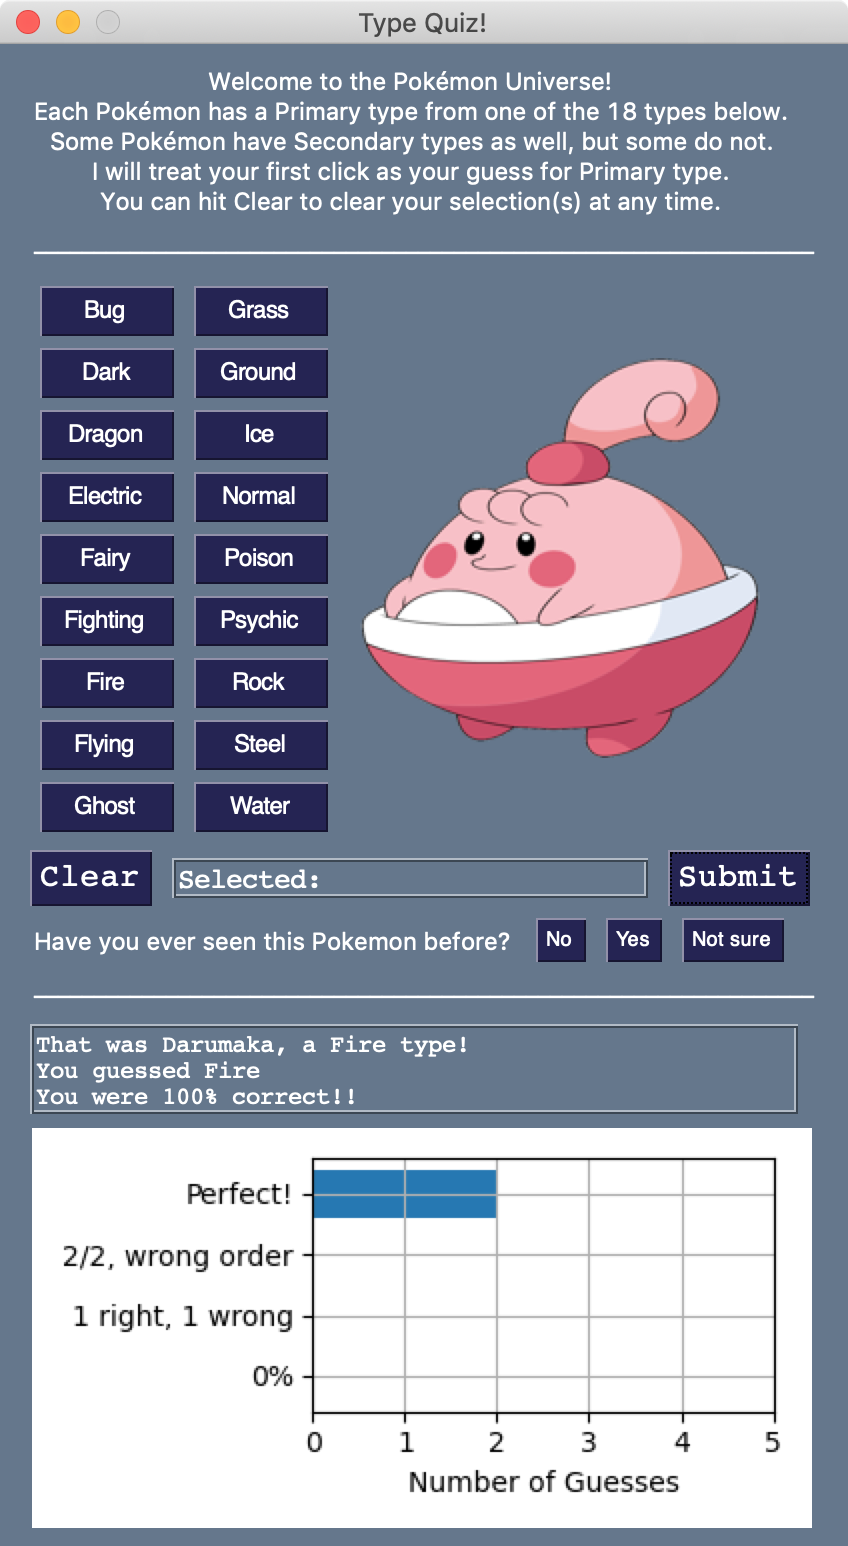 Type Quiz!
Welcome to the Pokémon Universe!
Each Pokémon has a Primary type from one of the 18 types below.
Some Pokémon have Secondary types as well, but some do not.
I will treat your first click as your guess for Primary type.
You can hit Clear to clear your selection(s) at any time.
Bug Grass
Dark Ground
Dragon Ice
Electric Normal
Fairy Poison
Fighting Psychic
Fire Rock
Flying Steel
Ghost Water
Clear Selected: Submit
Have you ever seen this Pokemon before? No Yes Not sure
That was Darumaka, a Fire type!
You guessed Fire
You were 100% correct!!
Perfect!
2/2, wrong order
1 right, 1 wrong
0%
0 1 2 3 4 5
Number of Guesses